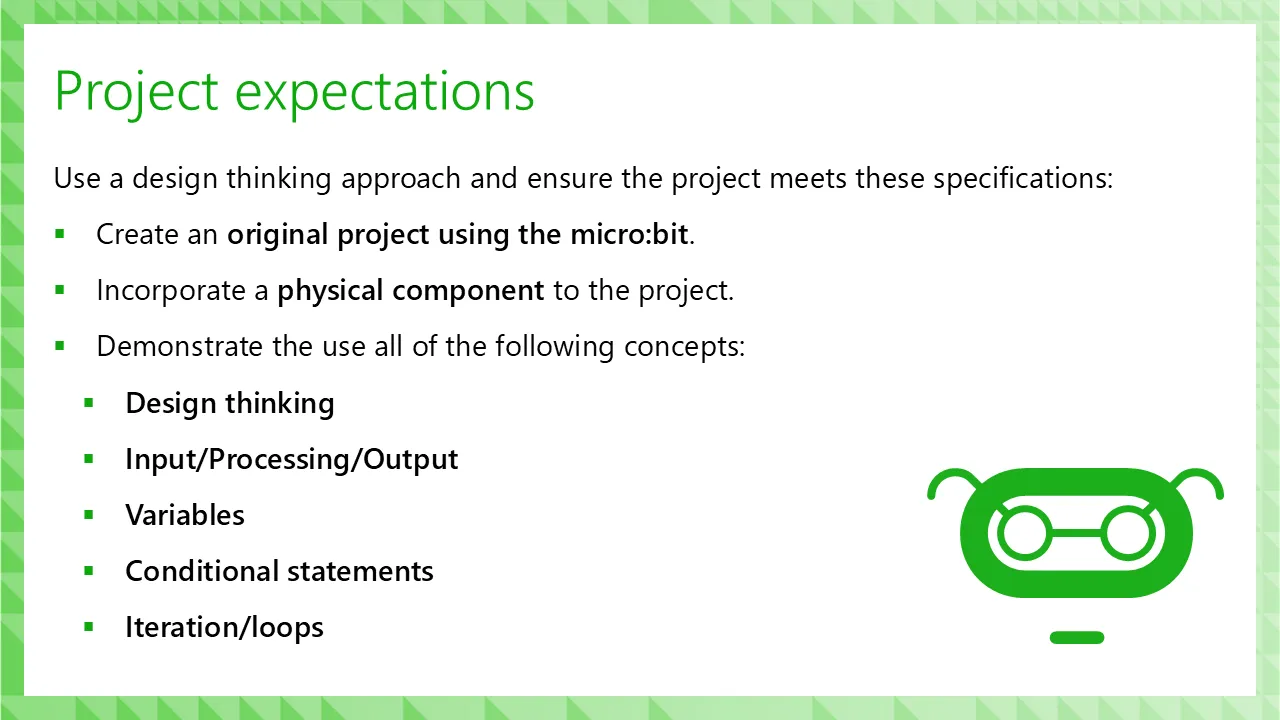 Project expectations
Use a design thinking approach and ensure the project meets these specifications:
▪ Create an original project using the micro:bit.
▪ Incorporate a physical component to the project.
▪ Demonstrate the use all of the following concepts:
▪ Design thinking
▪ Input/Processing/Output
▪ Variables
▪ Conditional statements
▪ Iteration/loops